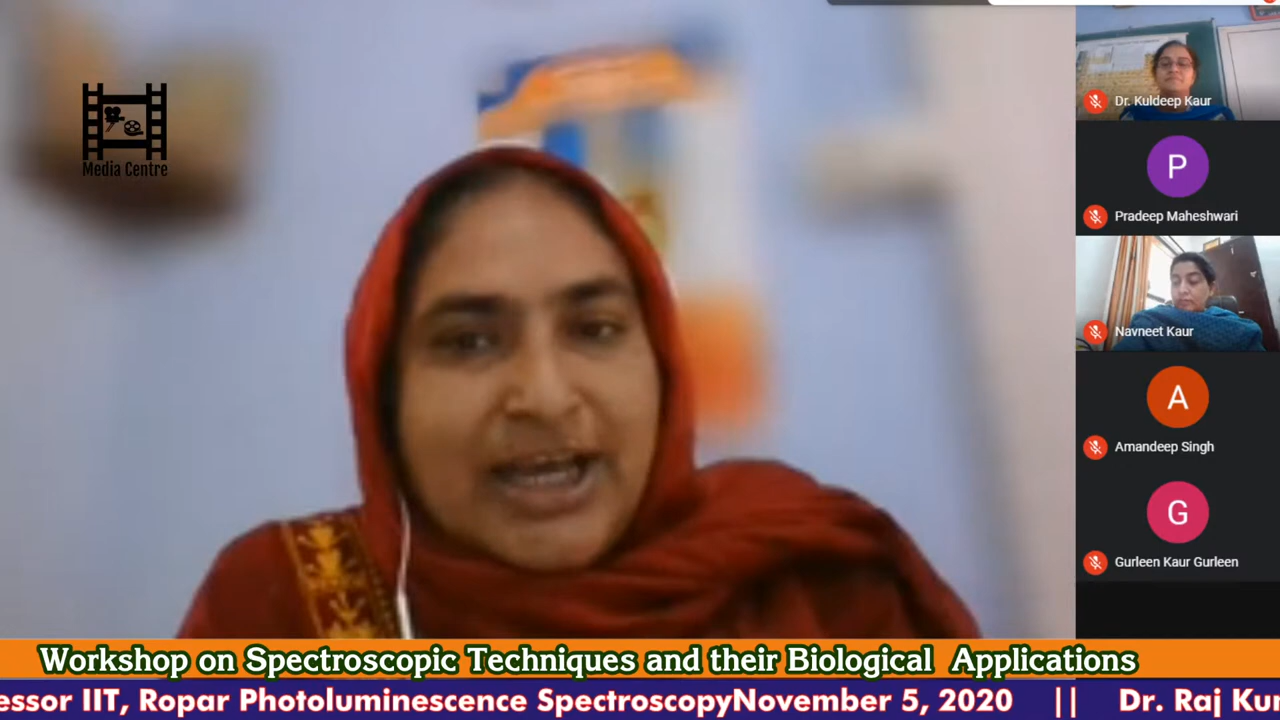 Media Centre
Dr. Kuldeep Kaur
P
Pradeep Maheshwari
Navneet Kaur
A
Amandeep Singh
G
Gurleen Kaur Gurleen
Workshop on Spectroscopic Techniques and their Biological Applications
essor IIT, Ropar Photoluminescence SpectroscopyNovember 5, 2020 || Dr. Raj Kur